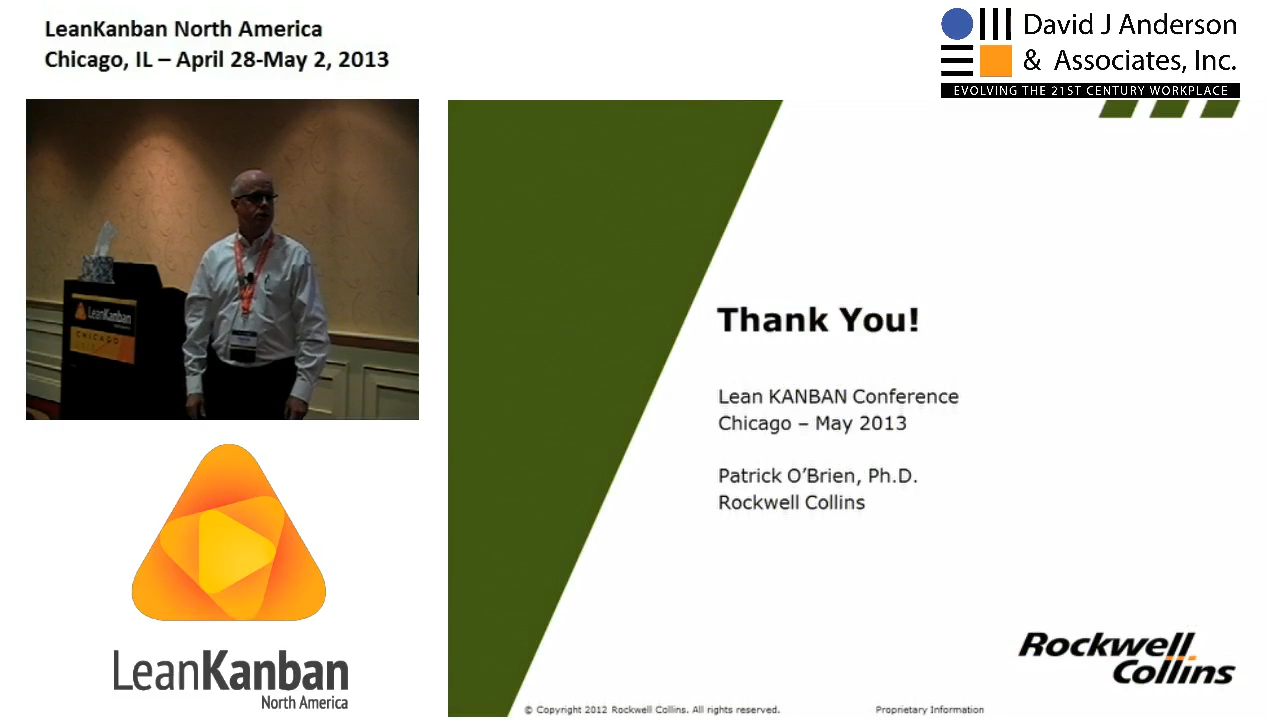 LeanKanban North America
Chicago, IL – April 28-May 2, 2013
David J Anderson
& Associates, Inc.
EVOLVING THE 21ST CENTURY WORKPLACE
LeanKanban
CHICAGO
Thank You!
Lean KANBAN Conference
Chicago – May 2013
Patrick O’Brien, Ph.D.
Rockwell Collins
Rockwell
Collins
© Copyright 2012 Rockwell Collins. All rights reserved.
Proprietary Information
LeanKanban
North America